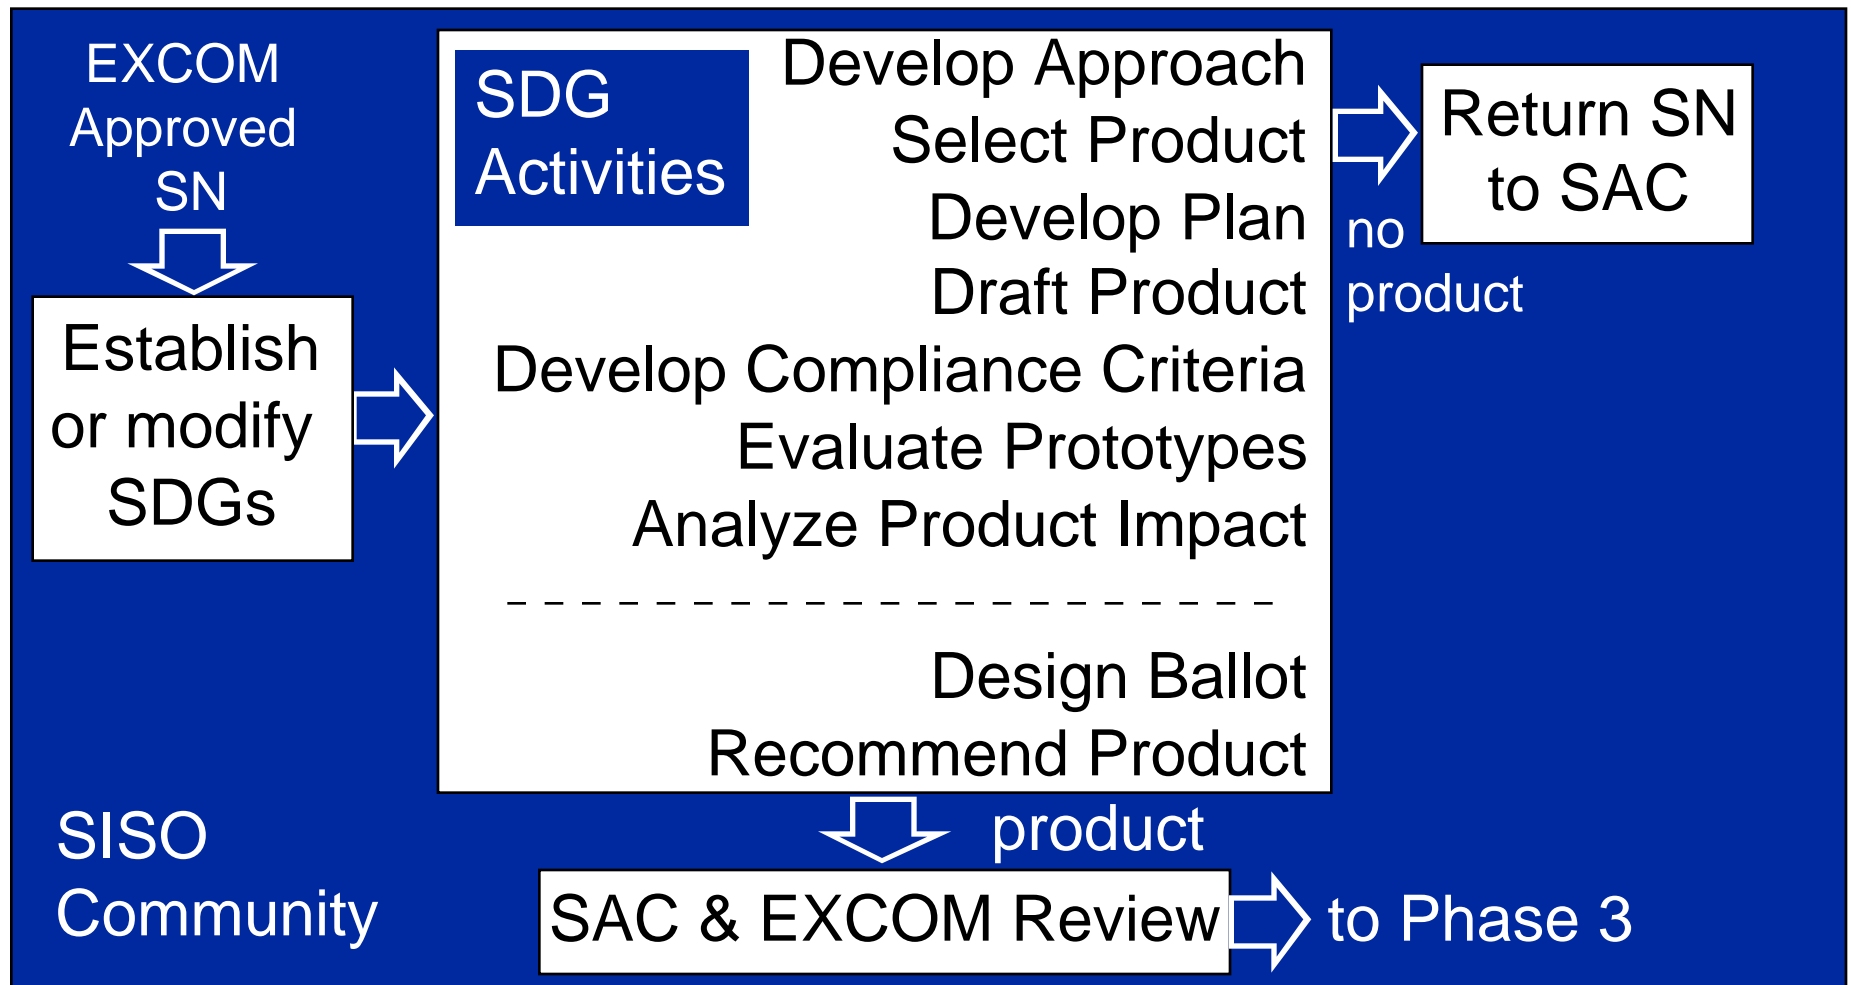 EXCOM
Approved
SN
Establish
or modify
SDGs
SDG
Activities
Develop Approach
Select Product
Develop Plan
Draft Product
Develop Compliance Criteria
Evaluate Prototypes
Analyze Product Impact
Design Ballot
Recommend Product
no
product
Return SN
to SAC
product
SAC & EXCOM Review
to Phase 3
SISO
Community